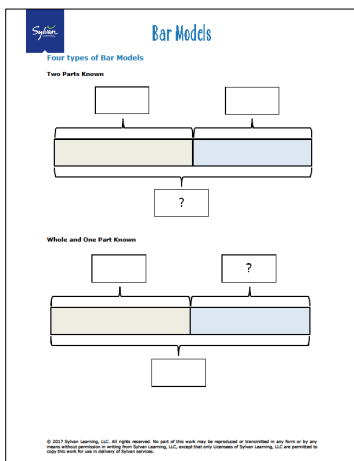 Sylvan
Bar Models
Four types of Bar Models
Two Parts Known
?
Whole and One Part Known
?
© 2017 Sylvan Learning, LLC. All rights reserved. No part of this work may be reproduced or transmitted in any form or by any
means without permission in writing from Sylvan Learning, LLC, except that only Licensees of Sylvan Learning, LLC are permitted to
copy this work for use in delivery of Sylvan services.